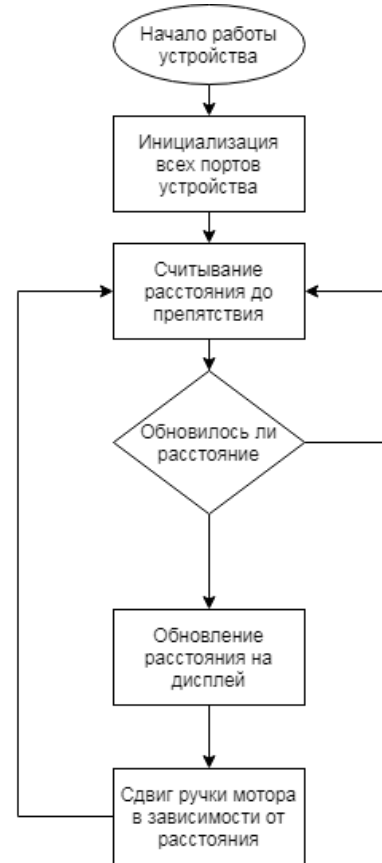 Начало работы
устройства
Инициализация
всех портов
устройства
Считывание
расстояния до
препятствия
Обновилось ли
расстояние
Обновление
расстояния на
дисплей
Сдвиг ручки мотора
в зависимости от
расстояния